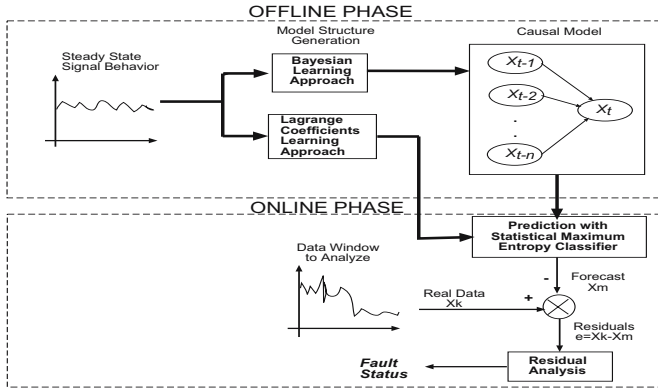 OFFLINE PHASE
Steady State
Signal Behavior
Model Structure
Generation
Bayesian
Learning
Approach
Lagrange
Coefficients
Learning
Approach
Causal Model
Xt-1
Xt-2
.
.
Xt-n
Xt
ONLINE PHASE
Prediction with
Statistical Maximum
Entropy Classifier
Data Window
to Analyze
Real Data
Xk
-
+
Forecast
Xm
Residuals
e=Xk-Xm
Residual
Analysis
Fault
Status